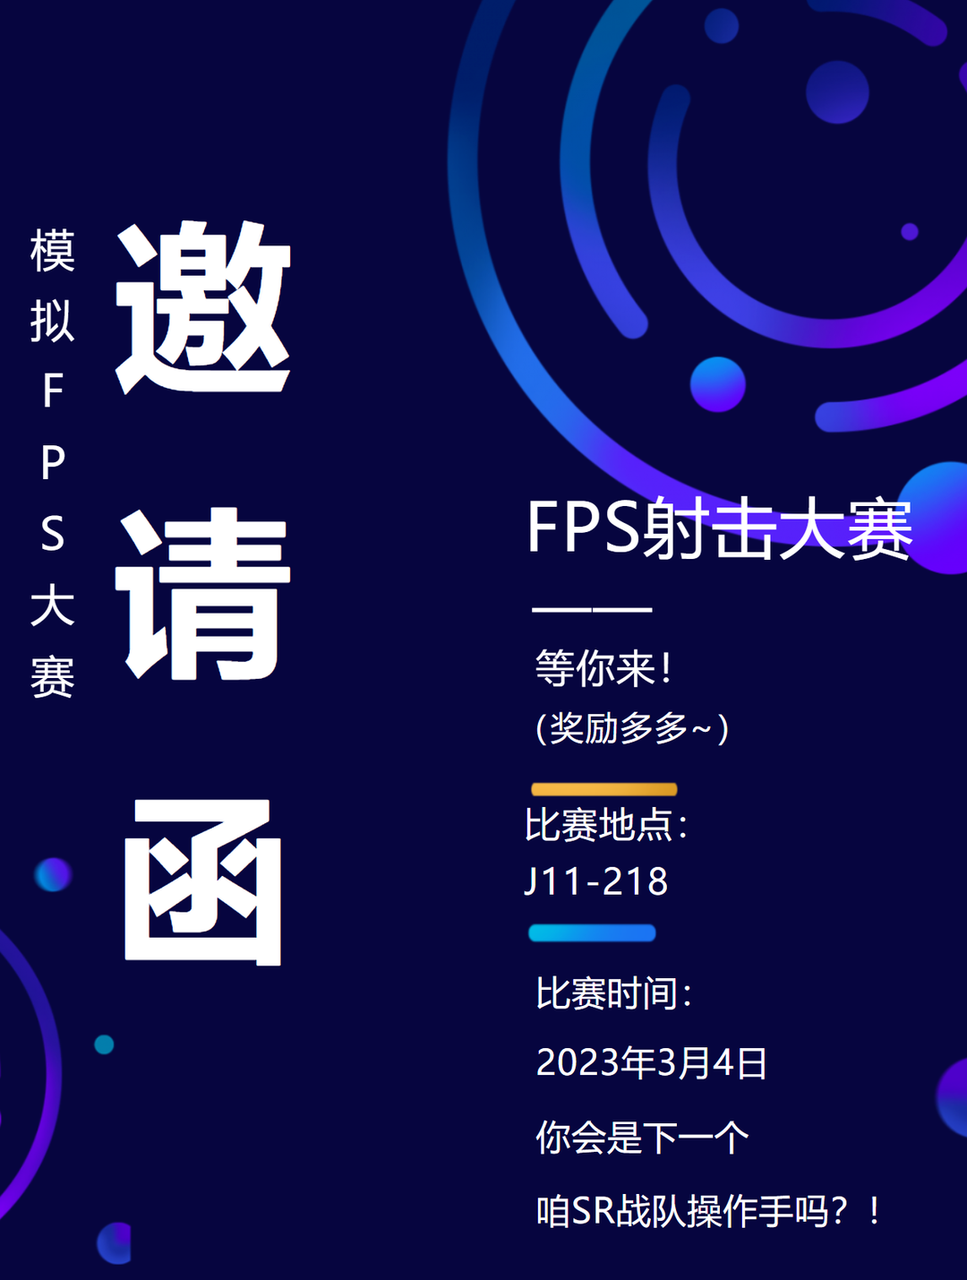 模拟FPS大赛
邀请函
FPS射击大赛
——
等你来！
（奖励多多~）
比赛地点：
J11-218
比赛时间：
2023年3月4日
你会是下一个
咱SR战队操作手吗？！